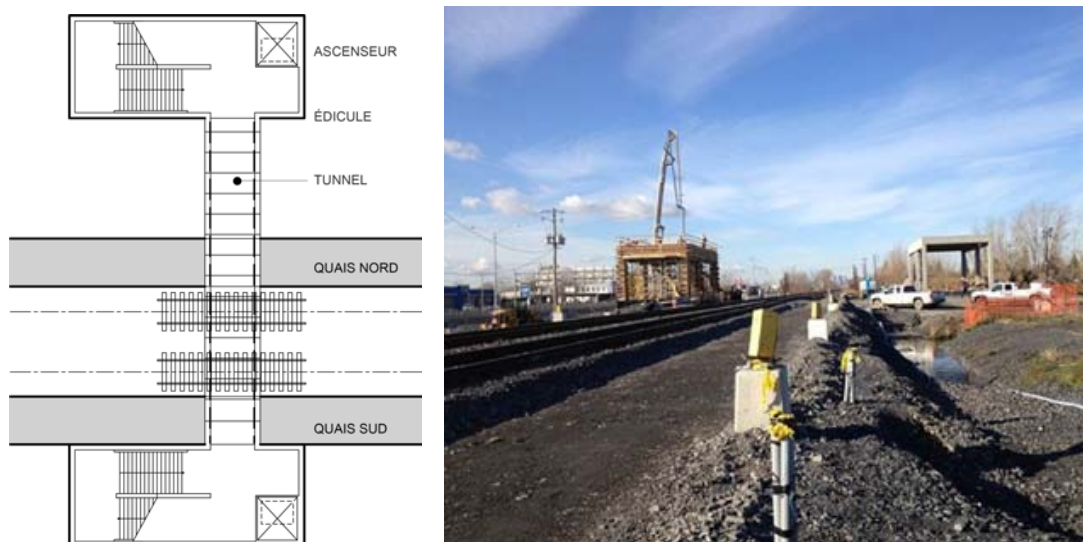 ASCENSEUR
ÉDICULE
TUNNEL
QUAIS NORD
QUAIS SUD